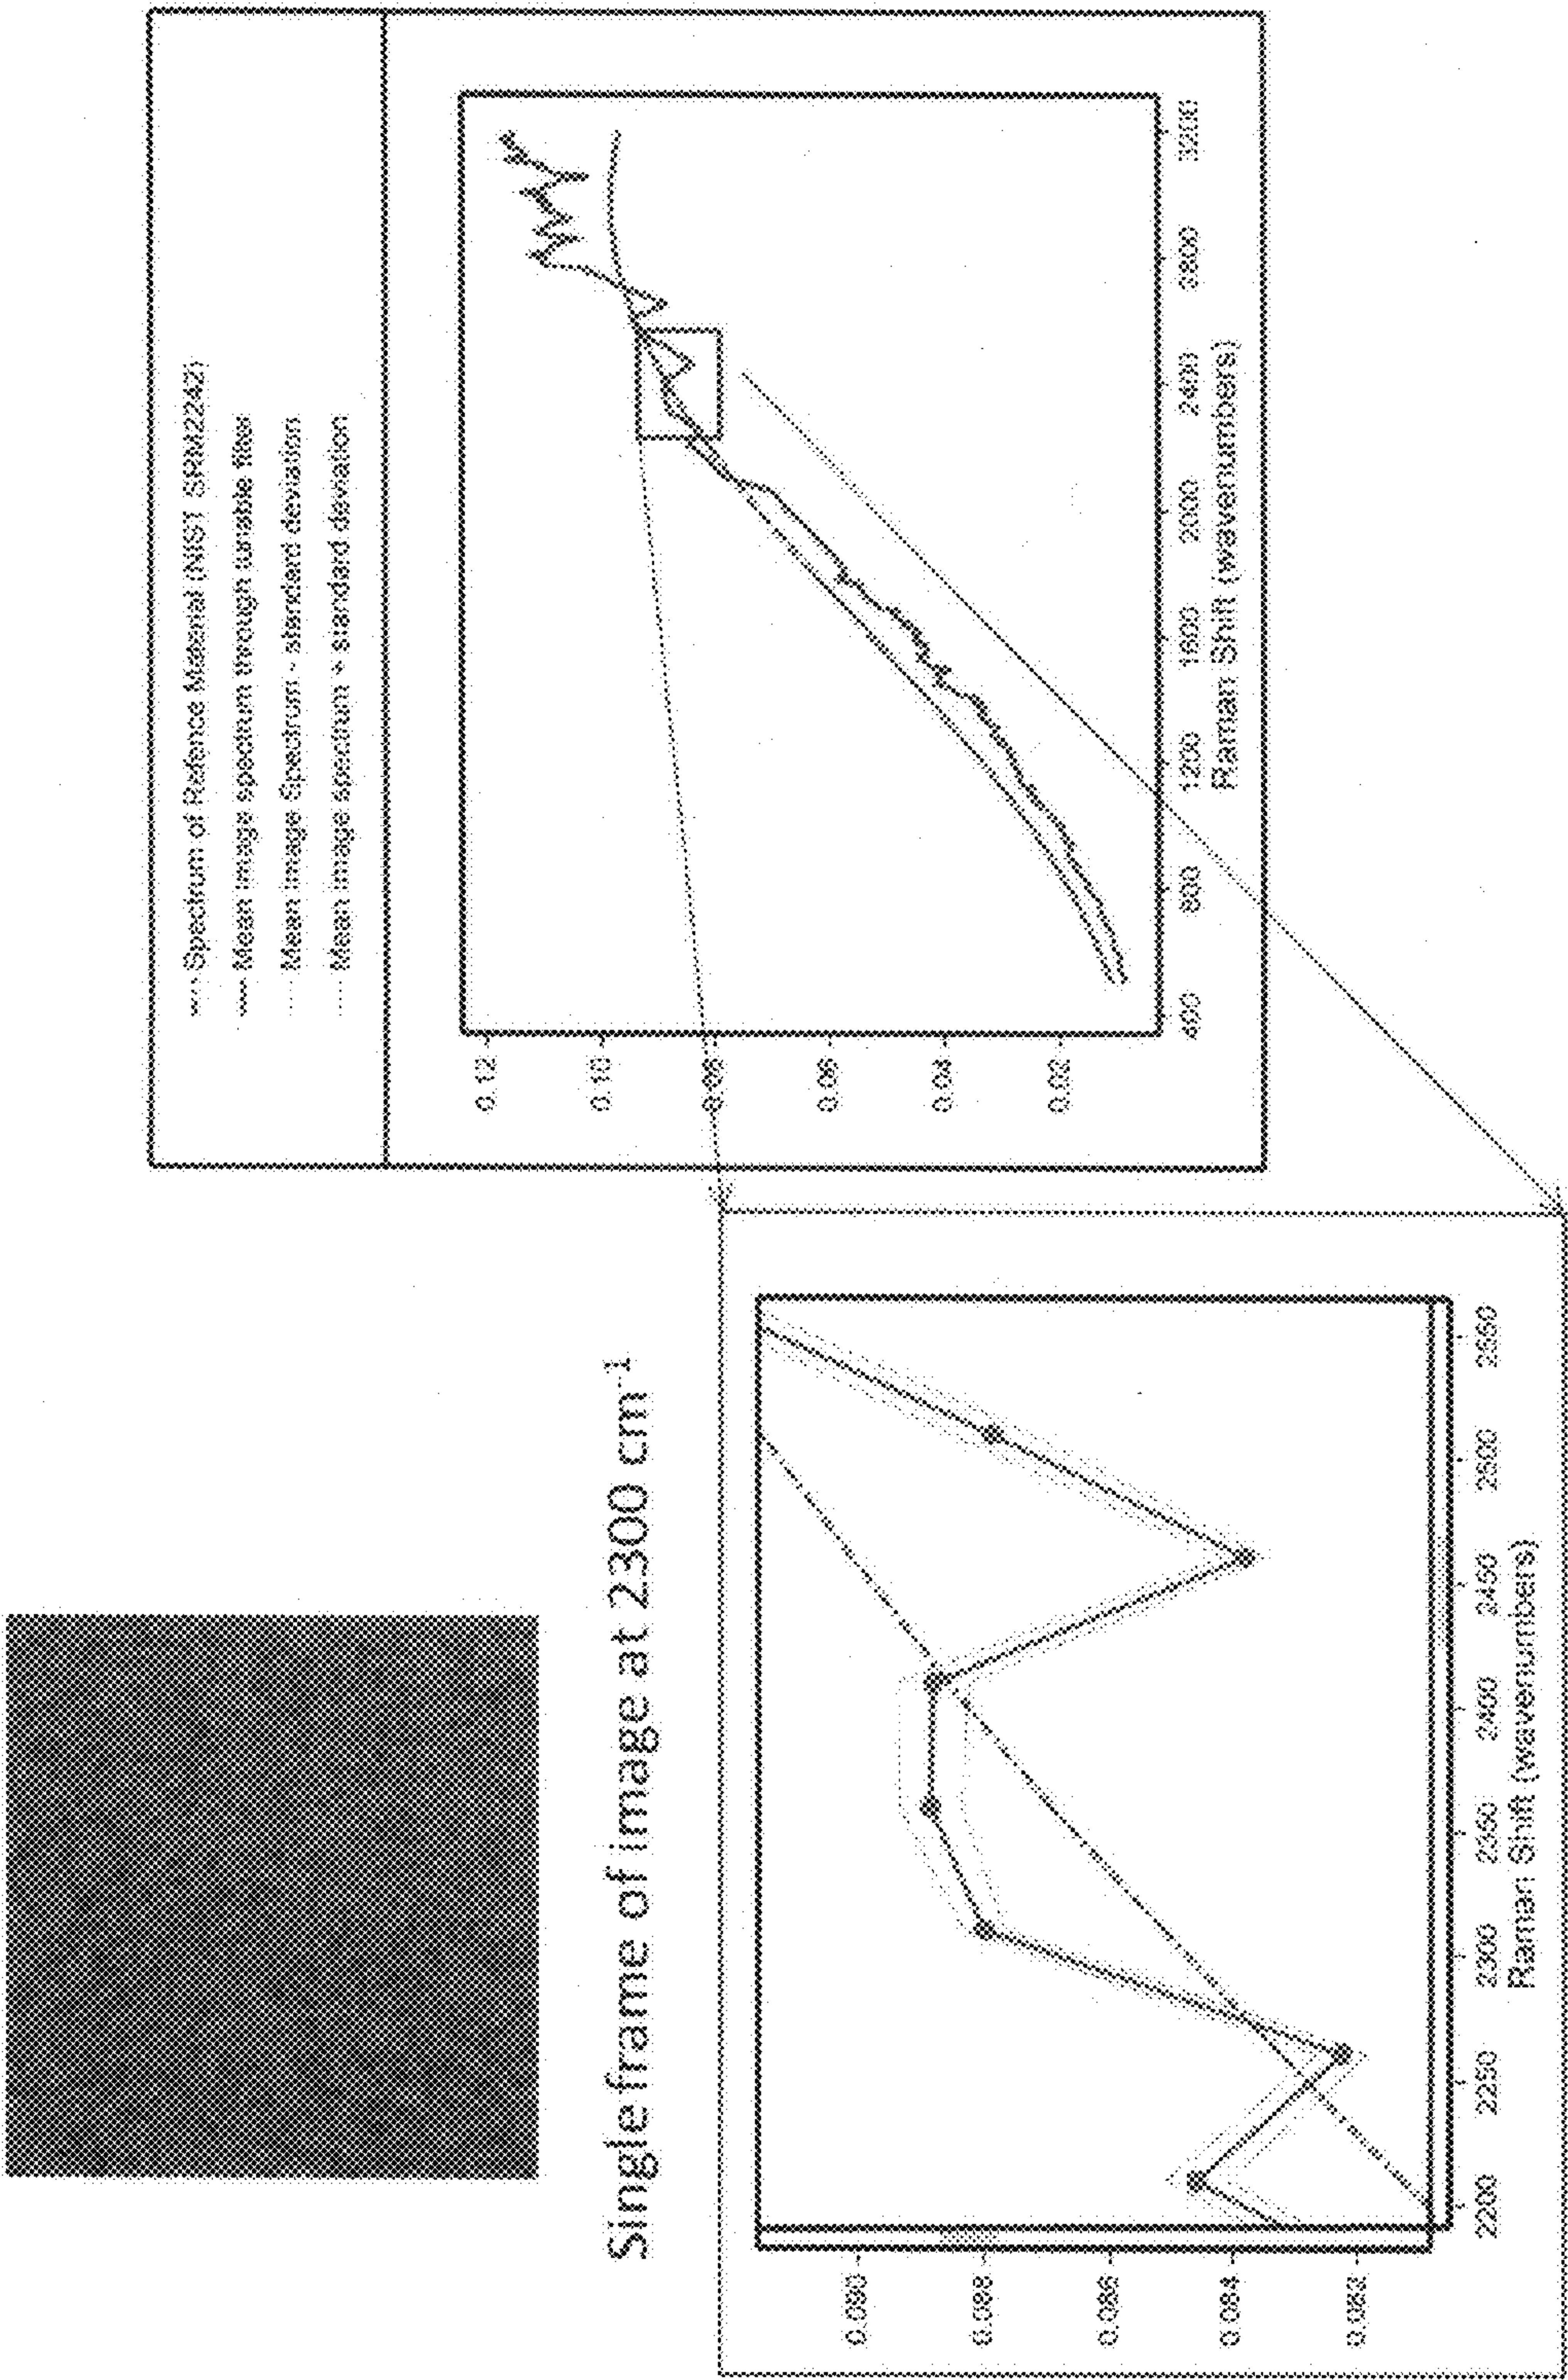 Single frame of image at 2300 cm-1
Spectrum of Refence Material (NIST SRM2242)
Mean image spectrum through tunable filter
Mean Image Spectrum - standard deviation
Mean image spectrum + standard deviation
0.12
0.10
0.08
0.06
0.04
0.02
400 800 1200 1600 2000 2400 2800 3200
Raman Shift (wavenumbers)
0.090
0.088
0.086
0.084
0.082
2200 2250 2300 2350 2400 2450 2500 2550
Raman Shift (wavenumbers)